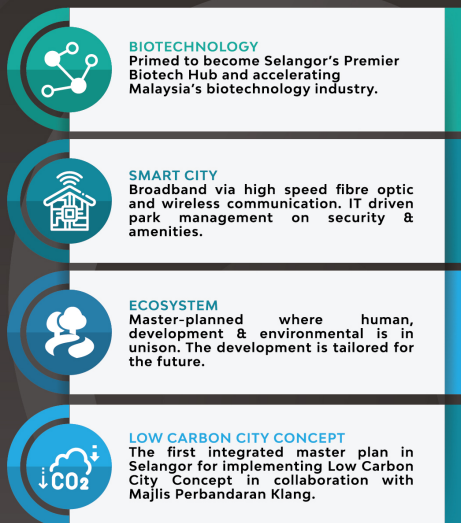 BIOTECHNOLOGY
Primed to become Selangor's Premier
Biotech Hub and accelerating
Malaysia's biotechnology industry.
SMART CITY
Broadband via high speed fibre optic
and wireless communication. IT driven
park management on security &
amenities.
ECOSYSTEM
Master-planned where human,
development & environmental is in
unison. The development is tailored for
the future.
CO2
LOW CARBON CITY CONCEPT
The first integrated master plan in
Selangor for implementing Low Carbon
City Concept in collaboration with
Majlis Perbandaran Klang.